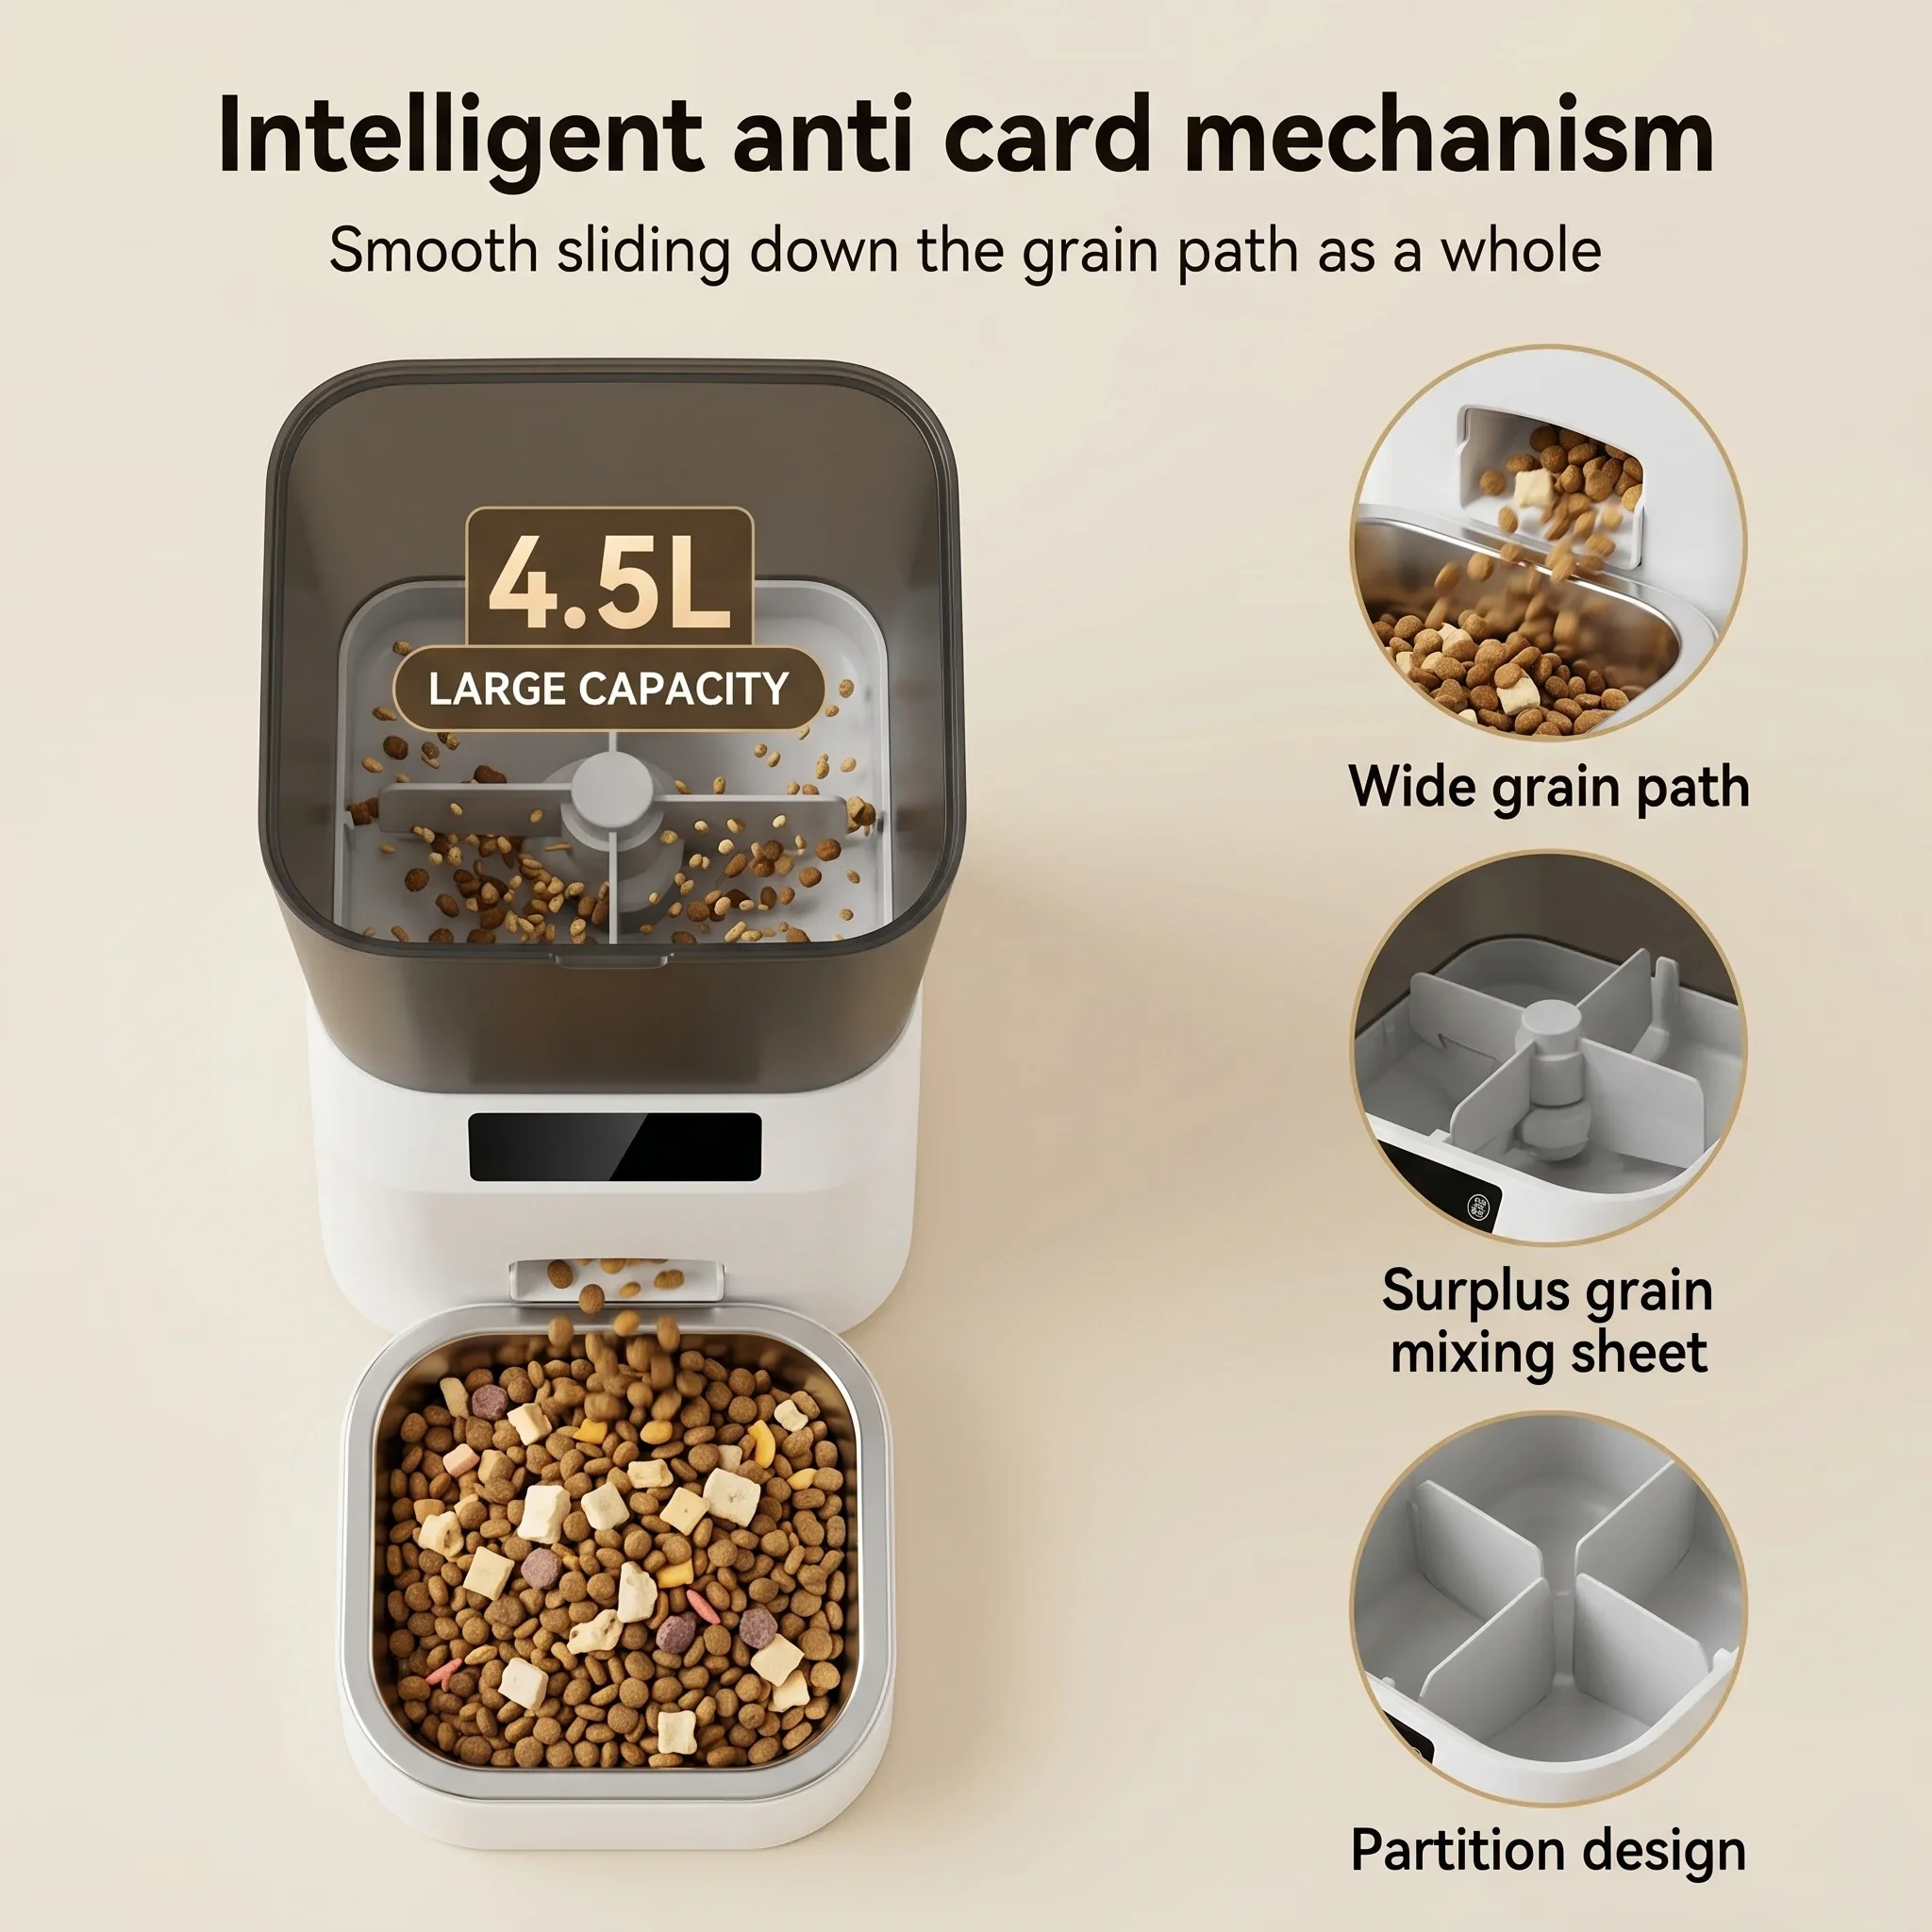 Intelligent anti card mechanism
Smooth sliding down the grain path as a whole
4.5L
LARGE CAPACITY
Wide grain path
Surplus grain
mixing sheet
Partition design